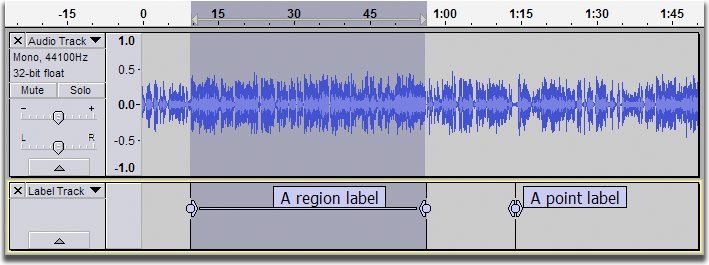 -15 0 15 30 45 1:00 1:15 1:30 1:45
Audio Track 1.0
Mono, 44100Hz
32-bit float 0.5
Mute Solo
- + 0.0
L R -0.5
-1.0
Label Track A region label A point label